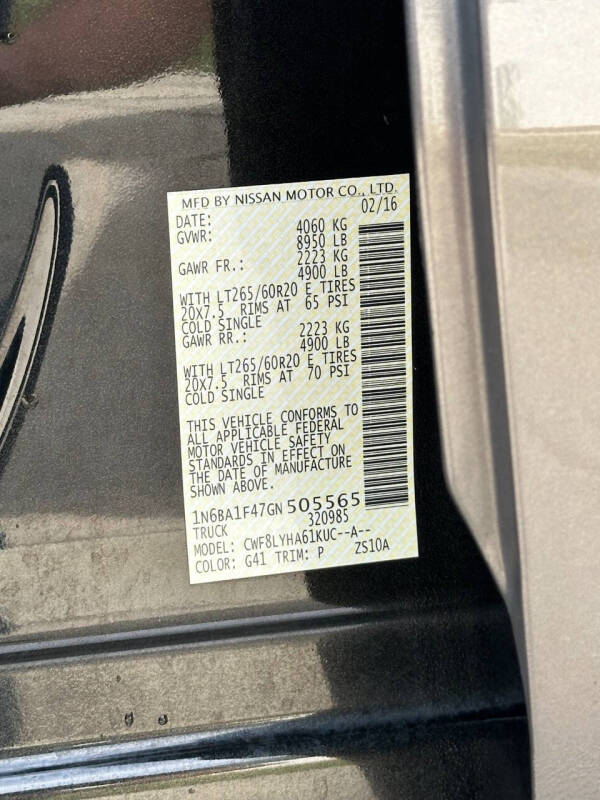 MFD BY NISSAN MOTOR CO., LTD.
DATE: 02/16
GVWR: 4060 KG
8950 LB
GAWR FR.: 2223 KG
4900 LB
WITH LT265/60R20 E TIRES
20X7.5 RIMS AT 65 PSI
COLD SINGLE
GAWR RR.: 2223 KG
4900 LB
WITH LT265/60R20 E TIRES
20X7.5 RIMS AT 70 PSI
COLD SINGLE
THIS VEHICLE CONFORMS TO
ALL APPLICABLE FEDERAL
MOTOR VEHICLE SAFETY
STANDARDS IN EFFECT ON
THE DATE OF MANUFACTURE
SHOWN ABOVE.
1N6BA1F47GN505565
TRUCK 320985
MODEL: CWF8LYHA61KUC--A--
COLOR: G41 TRIM: P ZS10A